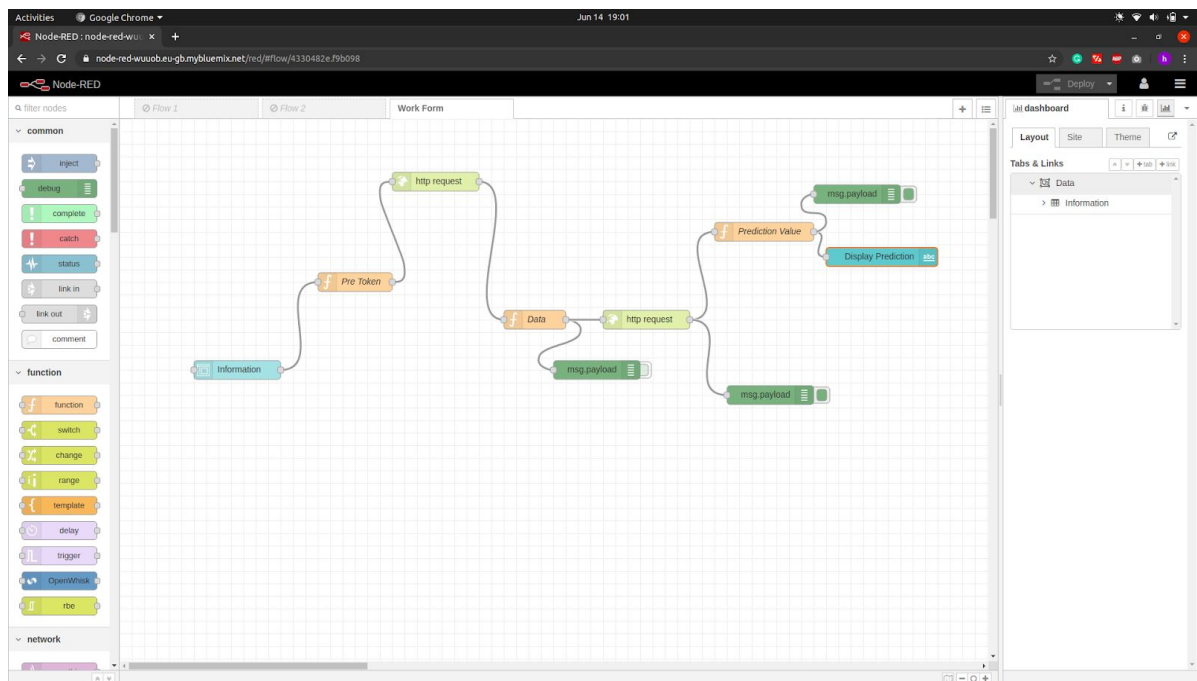 Activities Google Chrome Jun 14 19:01
Node-RED : node-red-wuu
node-red-wuuob.eu-gb.mybluemix.net/red/#flow/4330482e.f9b098
h
Node-RED Deploy
filter nodes Flow 1 Flow 2 Work Form dashboard
common
inject
debug
complete
catch
status
link in
link out
comment
function
function
switch
change
range
template
delay
trigger
OpenWhisk
rbe
network
http request
Pre Token
Information
Data
http request
msg.payload
Prediction Value
msg.payload
Display Prediction abc
msg.payload
Layout Site Theme
Tabs & Links tab link
Data
Information